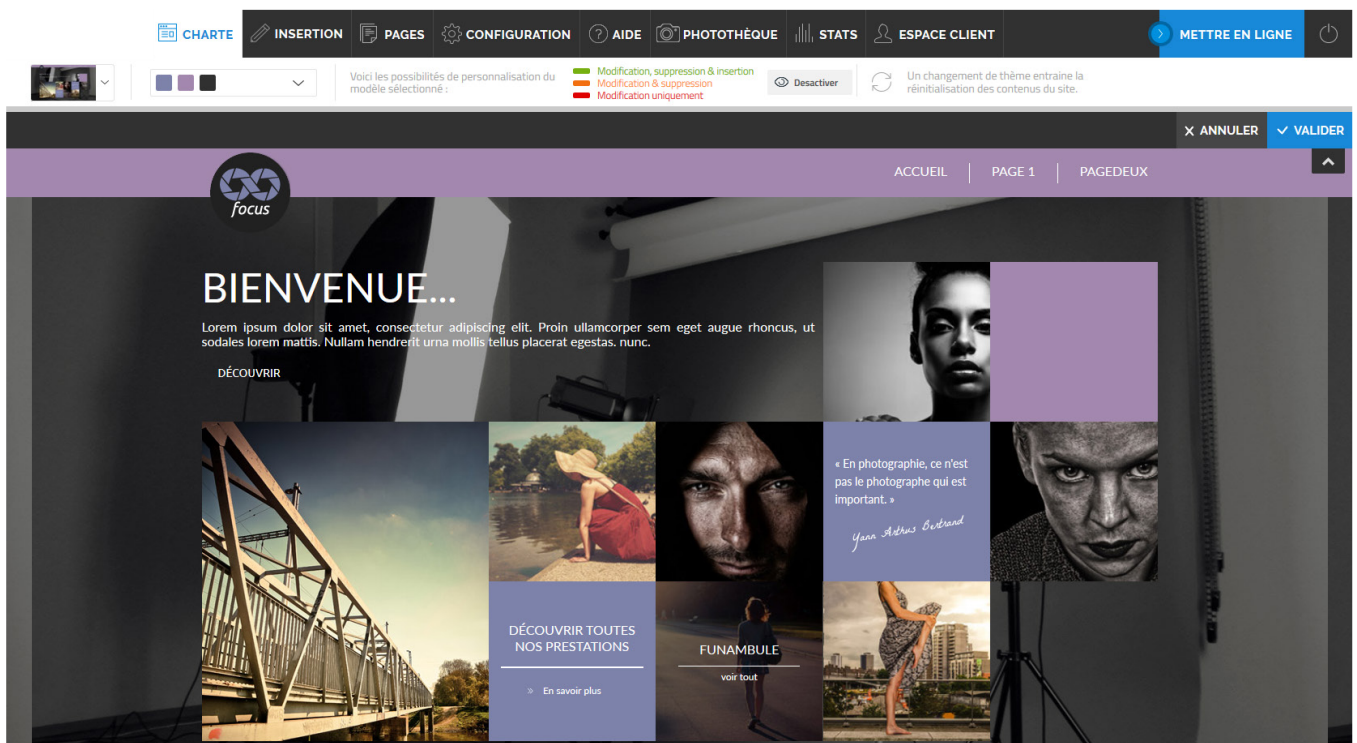 CHARTE
INSERTION
PAGES
CONFIGURATION
? AIDE
PHOTOTHÈQUE
STATS
ESPACE CLIENT
METTRE EN LIGNE
Voici les possibilités de personnalisation du
modèle sélectionné :
Modification, suppression & insertion
Modification & suppression
Modification uniquement
Desactiver
Un changement de thème entraine la
réinitialisation des contenus du site.
ANNULER
VALIDER
focus
ACCUEIL
PAGE 1
PAGEDEUX
BIENVENUE...
Lorem ipsum dolor sit amet, consectetur adipiscing elit. Proin ullamcorper sem eget augue rhoncus, ut
sodales lorem mattis. Nullam hendrerit urna mollis tellus placerat egestas. nunc.
DÉCOUVRIR
« En photographie, ce n'est
pas le photographe qui est
important. »
Yann Arthus Bertrand
DÉCOUVRIR TOUTES
NOS PRESTATIONS
» En savoir plus
FUNAMBULE
voir tout